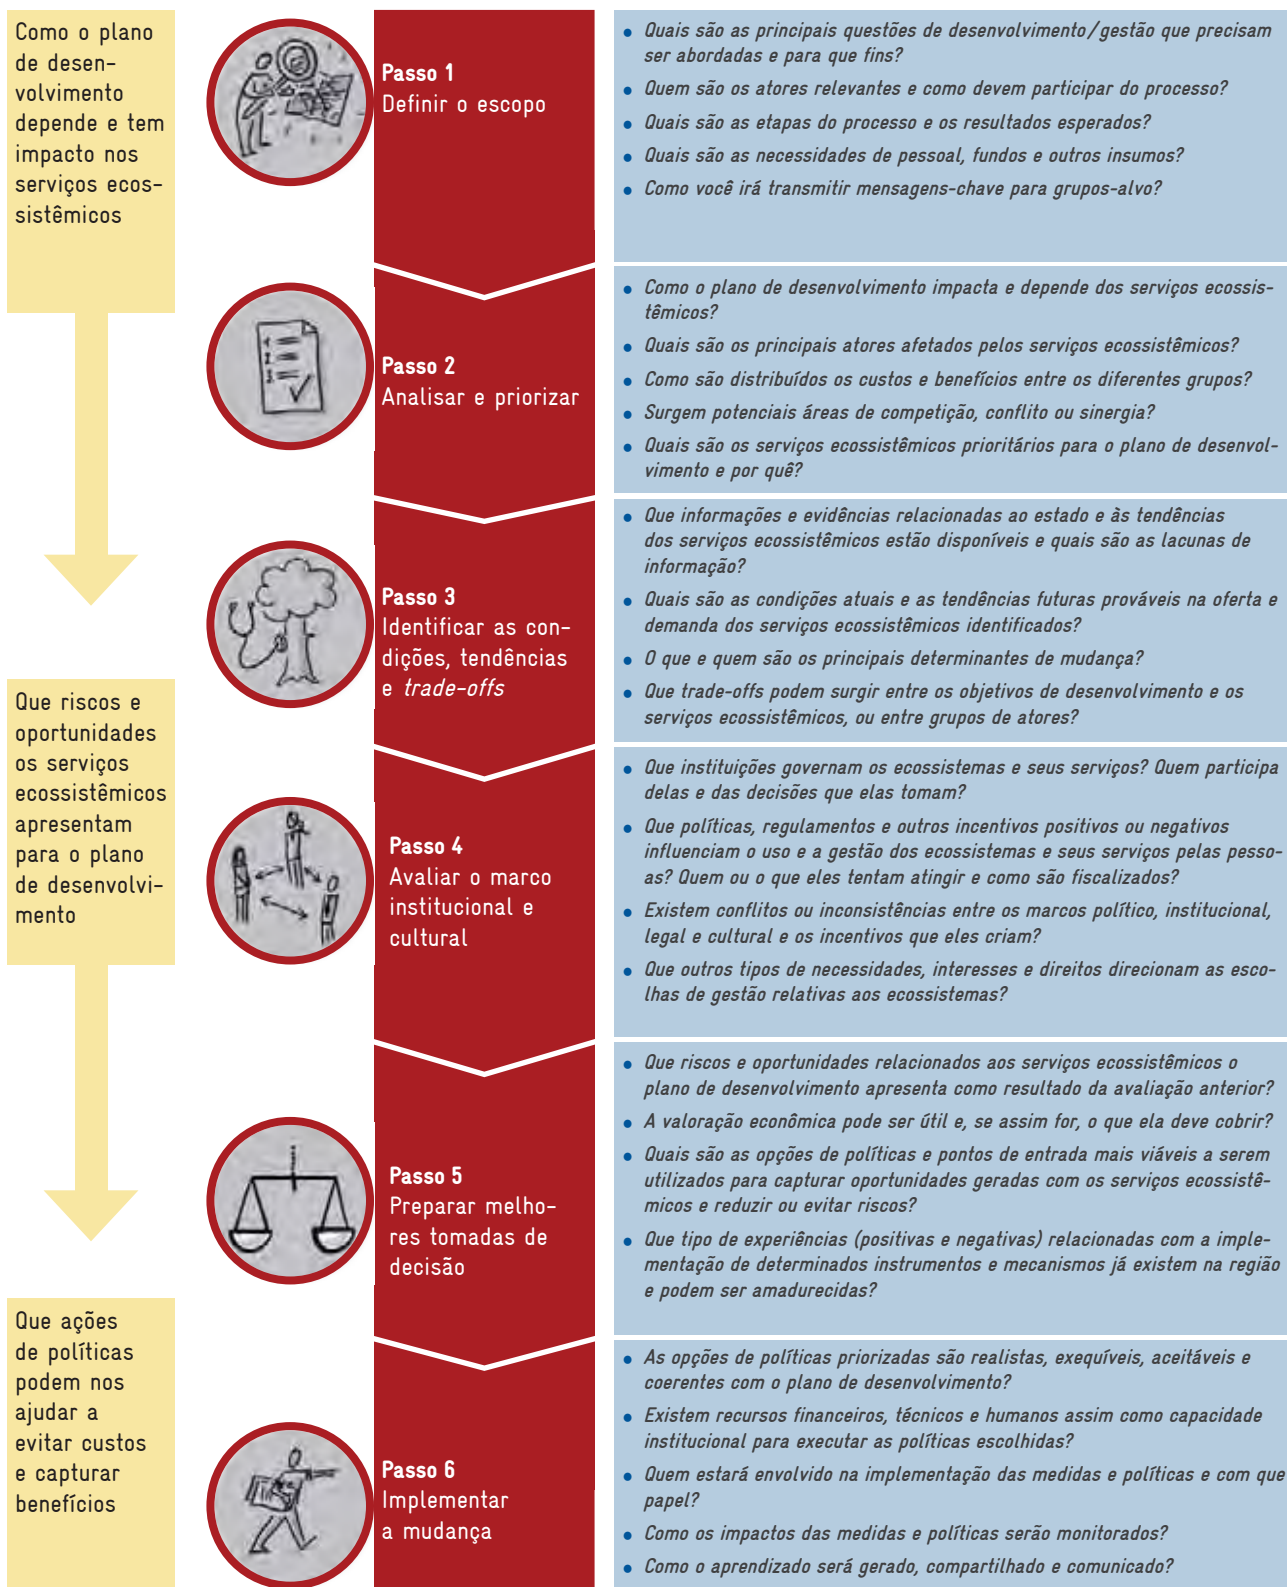 Como o plano
de desen-
volvimento
depende e tem
impacto nos
serviços ecos-
sistêmicos
Passo 1
Definir o escopo
• Quais são as principais questões de desenvolvimento/gestão que precisam
ser abordadas e para que fins?
• Quem são os atores relevantes e como devem participar do processo?
• Quais são as etapas do processo e os resultados esperados?
• Quais são as necessidades de pessoal, fundos e outros insumos?
• Como você irá transmitir mensagens-chave para grupos-alvo?
Passo 2
Analisar e priorizar
• Como o plano de desenvolvimento impacta e depende dos serviços ecossis-
têmicos?
• Quais são os principais atores afetados pelos serviços ecossistêmicos?
• Como são distribuídos os custos e benefícios entre os diferentes grupos?
• Surgem potenciais áreas de competição, conflito ou sinergia?
• Quais são os serviços ecossistêmicos prioritários para o plano de desenvol-
vimento e por quê?
Passo 3
Identificar as con-
dições, tendências
e trade-offs
• Que informações e evidências relacionadas ao estado e às tendências
dos serviços ecossistêmicos estão disponíveis e quais são as lacunas de
informação?
• Quais são as condições atuais e as tendências futuras prováveis na oferta e
demanda dos serviços ecossistêmicos identificados?
• O que e quem são os principais determinantes de mudança?
• Que trade-offs podem surgir entre os objetivos de desenvolvimento e os
serviços ecossistêmicos, ou entre grupos de atores?
Que riscos e
oportunidades
os serviços
ecossistêmicos
apresentam
para o plano
de desenvolvi-
mento
Passo 4
Avaliar o marco
institucional e
cultural
• Que instituições governam os ecossistemas e seus serviços? Quem participa
delas e das decisões que elas tomam?
• Que políticas, regulamentos e outros incentivos positivos ou negativos
influenciam o uso e a gestão dos ecossistemas e seus serviços pelas pesso-
as? Quem ou o que eles tentam atingir e como são fiscalizados?
• Existem conflitos ou inconsistências entre os marcos político, institucional,
legal e cultural e os incentivos que eles criam?
• Que outros tipos de necessidades, interesses e direitos direcionam as esco-
lhas de gestão relativas aos ecossistemas?
Passo 5
Preparar melho-
res tomadas de
decisão
• Que riscos e oportunidades relacionados aos serviços ecossistêmicos o
plano de desenvolvimento apresenta como resultado da avaliação anterior?
• A valoração econômica pode ser útil e, se assim for, o que ela deve cobrir?
• Quais são as opções de políticas e pontos de entrada mais viáveis a serem
utilizados para capturar oportunidades geradas com os serviços ecossistê-
micos e reduzir ou evitar riscos?
• Que tipo de experiências (positivas e negativas) relacionadas com a imple-
mentação de determinados instrumentos e mecanismos já existem na região
e podem ser amadurecidas?
Que ações
de políticas
podem nos
ajudar a
evitar custos
e capturar
benefícios
Passo 6
Implementar
a mudança
• As opções de políticas priorizadas são realistas, exequíveis, aceitáveis e
coerentes com o plano de desenvolvimento?
• Existem recursos financeiros, técnicos e humanos assim como capacidade
institucional para executar as políticas escolhidas?
• Quem estará envolvido na implementação das medidas e políticas e com que
papel?
• Como os impactos das medidas e políticas serão monitorados?
• Como o aprendizado será gerado, compartilhado e comunicado?